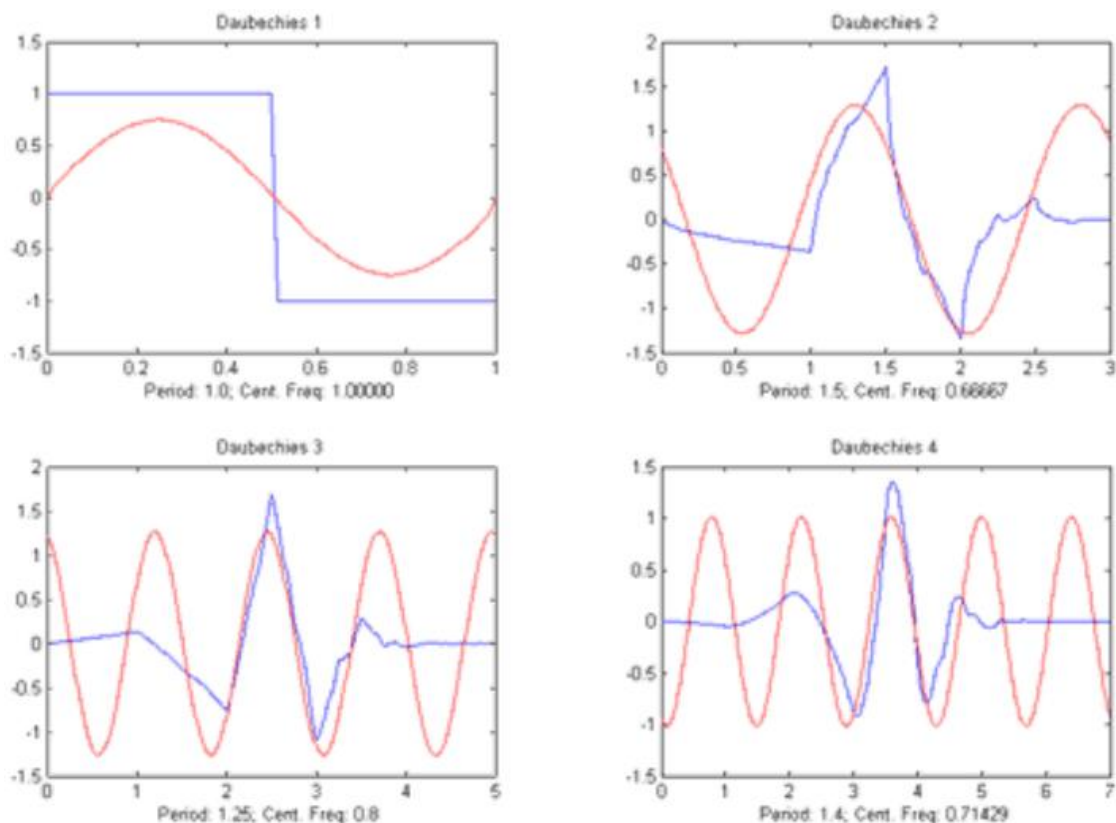 Daubechies 1
1.5
1
0.5
0
-0.5
-1
-1.5
0 0.2 0.4 0.6 0.8 1
Period: 1.0; Cent. Freq: 1.00000
Daubechies 2
2
1.5
1
0.5
0
-0.5
-1
-1.5
0 0.5 1 1.5 2 2.5 3
Period: 1.5; Cent. Freq: 0.66667
Daubechies 3
2
1.5
1
0.5
0
-0.5
-1
-1.5
0 1 2 3 4 5
Period: 1.25; Cent. Freq: 0.8
Daubechies 4
1.5
1
0.5
0
-0.5
-1
-1.5
0 1 2 3 4 5 6 7
Period: 1.4; Cent. Freq: 0.71429